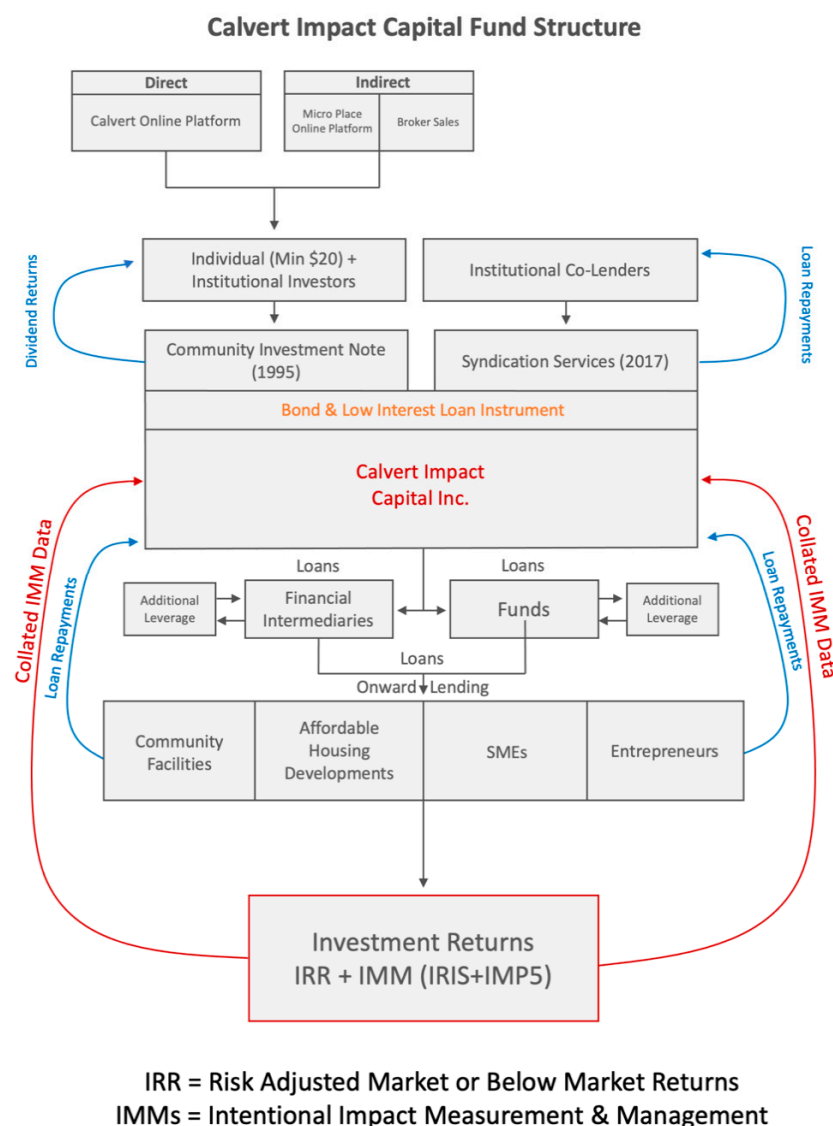 Calvert Impact Capital Fund Structure
Direct
Indirect
Calvert Online Platform
Micro Place
Online Platform
Broker Sales
Individual (Min $20) +
Institutional Investors
Institutional Co-Lenders
Dividend Returns
Loan Repayments
Community Investment Note
(1995)
Syndication Services (2017)
Bond & Low Interest Loan Instrument
Calvert Impact
Capital Inc.
Collated IMM Data
Loan Repayments
Loan Repayments
Collated IMM Data
Loans
Loans
Additional
Leverage
Financial
Intermediaries
Funds
Additional
Leverage
Loans
Onward Lending
Community
Facilities
Affordable
Housing
Developments
SMEs
Entrepreneurs
Investment Returns
IRR + IMM (IRIS+IMP5)
IRR = Risk Adjusted Market or Below Market Returns
IMMs = Intentional Impact Measurement & Management